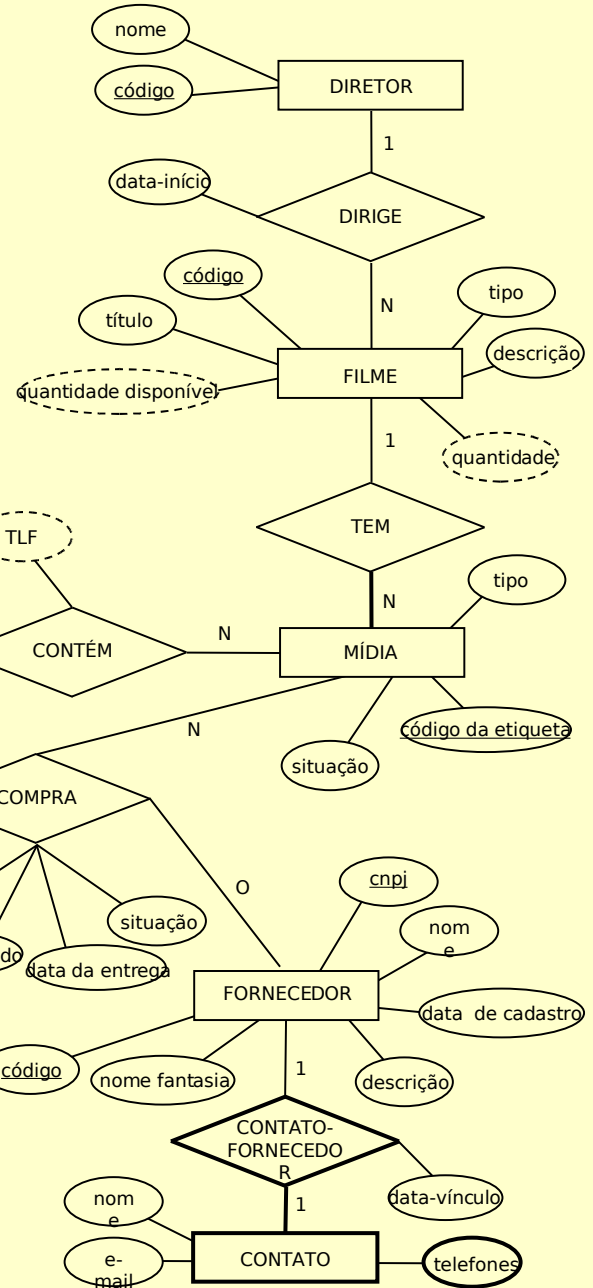 nome
DIRETOR
código
1
data-início
DIRIGE
código
tipo
N
título
descrição
FILME
quantidade disponível
1
quantidade
TEM
TLF
tipo
N
N
CONTÉM
MÍDIA
código da etiqueta
N
situação
COMPRA
cnpj
O
situação
nom
e
do
data da entrega
FORNECEDOR
data de cadastro
código
1
nome fantasia
descrição
CONTATO-
FORNECEDO
R
nom
e
data-vínculo
1
e-
mail
CONTATO
telefones